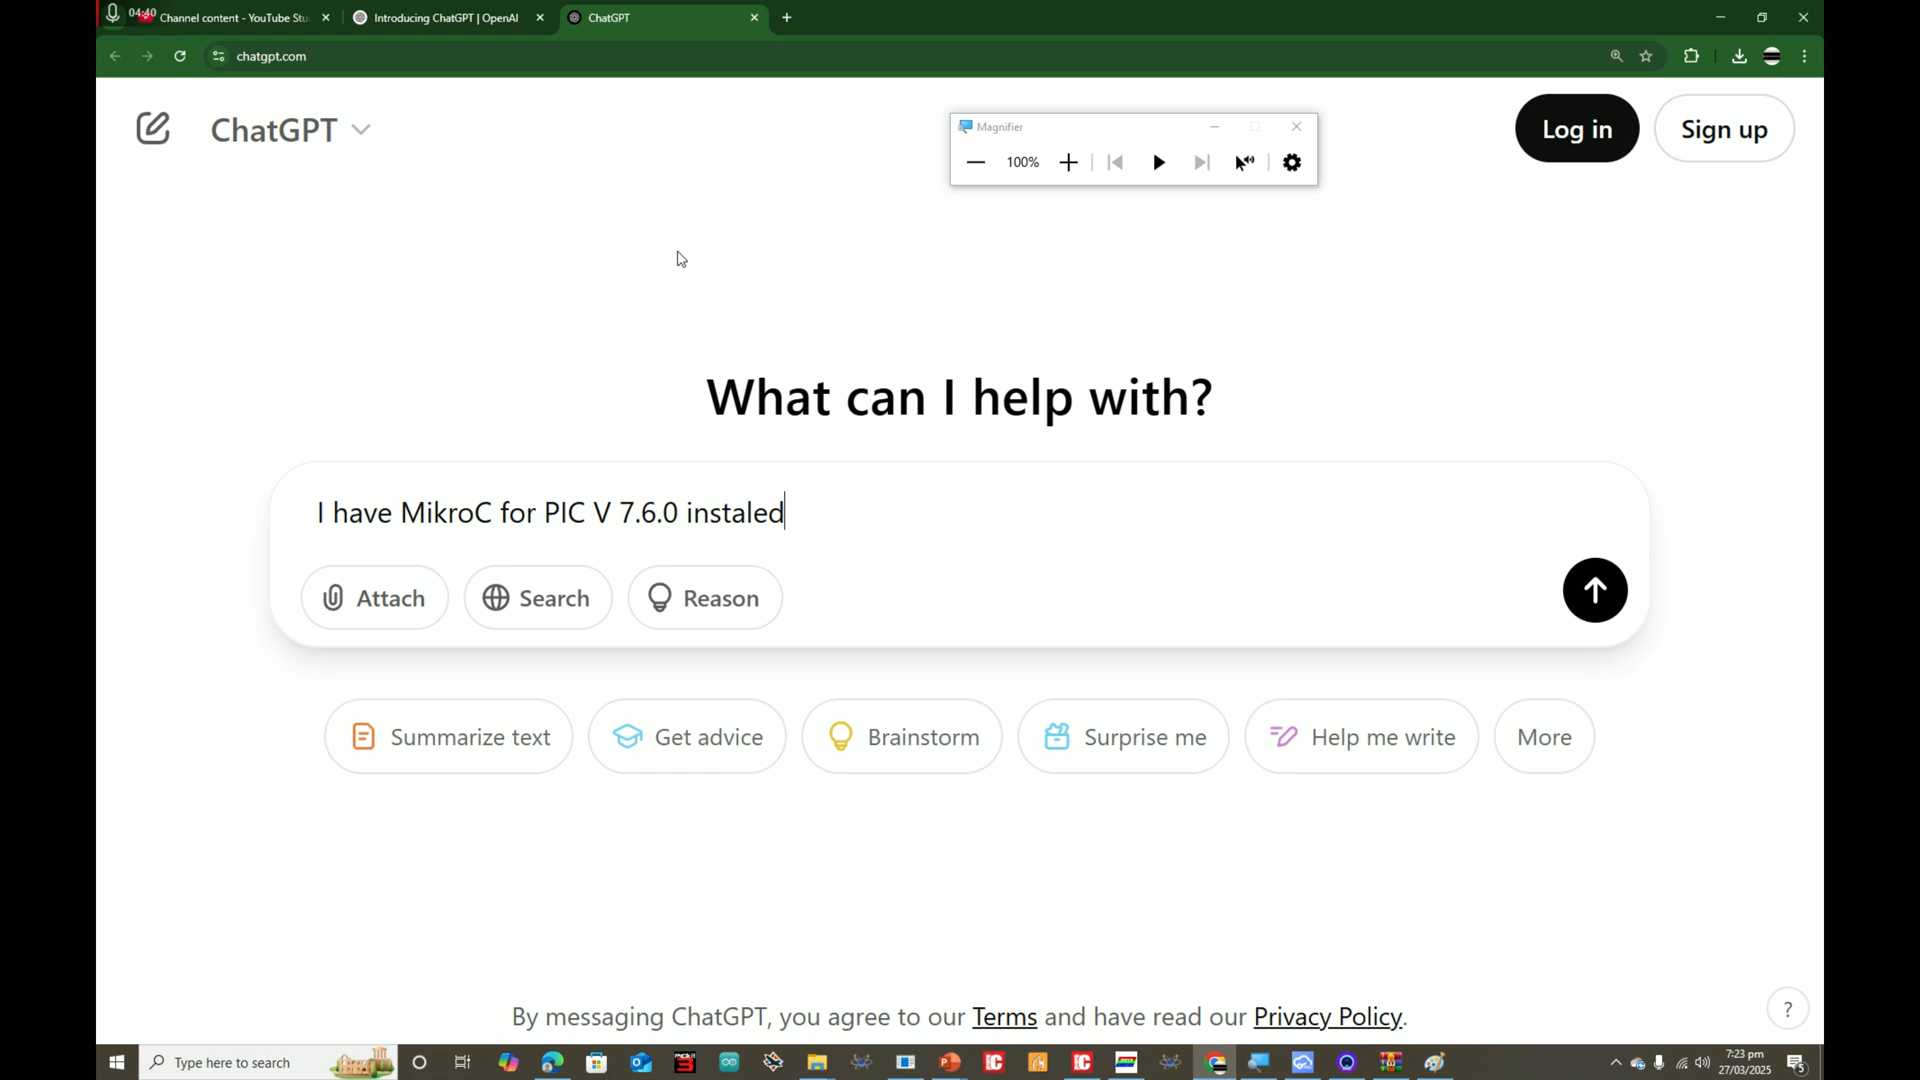 04:40
Channel content - YouTube Stu
Introducing ChatGPT | OpenAI
ChatGPT
chatgpt.com
ChatGPT
Magnifier
100%
Log in
Sign up
What can I help with?
I have MikroC for PIC V 7.6.0 instaled
Attach
Search
Reason
Summarize text
Get advice
Brainstorm
Surprise me
Help me write
More
By messaging ChatGPT, you agree to our Terms and have read our Privacy Policy.
?
Type here to search
7:23 pm
27/03/2025
5